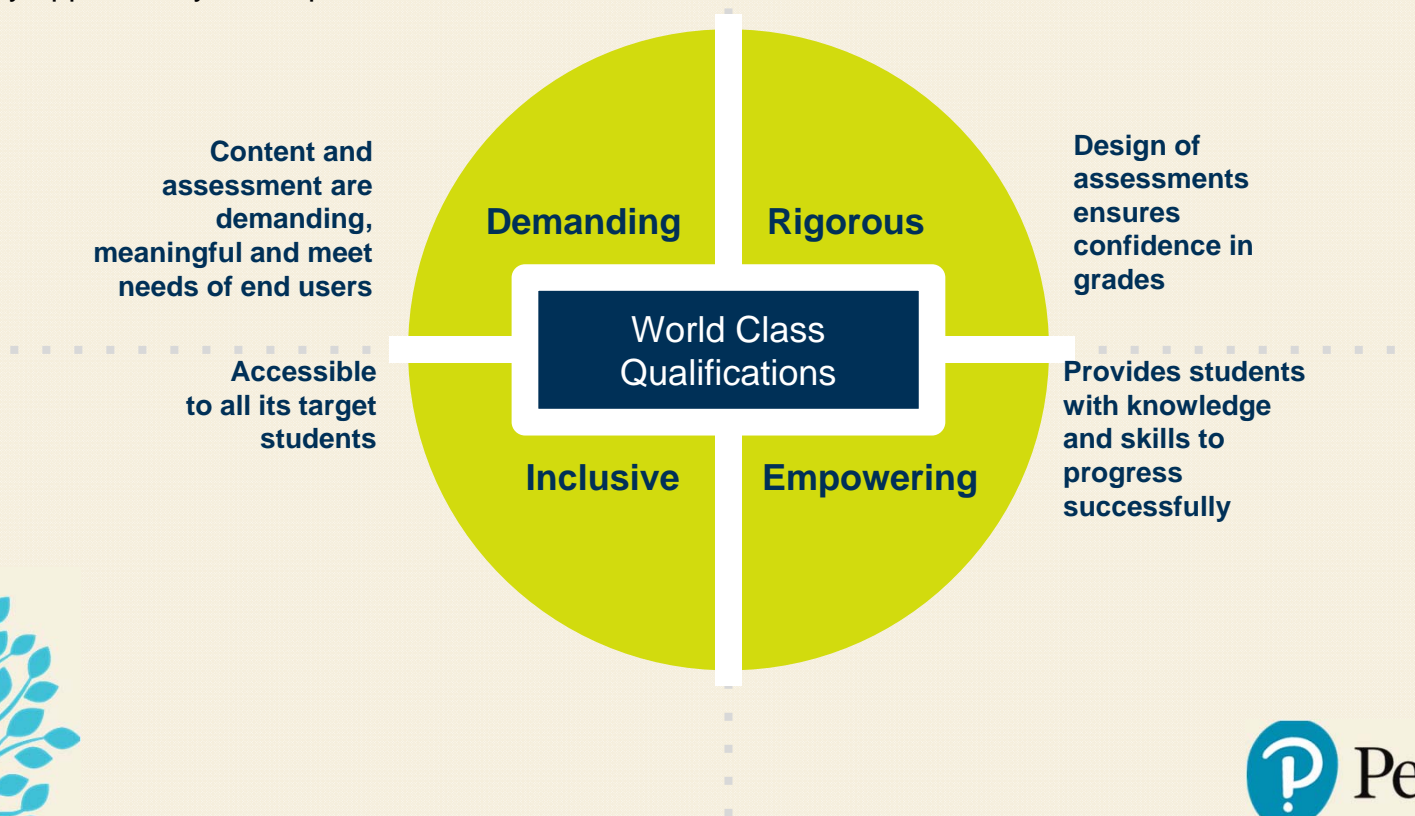 Content and
assessment are
demanding,
meaningful and meet
needs of end users
Demanding
Rigorous
Design of
assessments
ensures
confidence in
grades
World Class
Qualifications
Accessible
to all its target
students
Inclusive
Empowering
Provides students
with knowledge
and skills to
progress
successfully
Pe